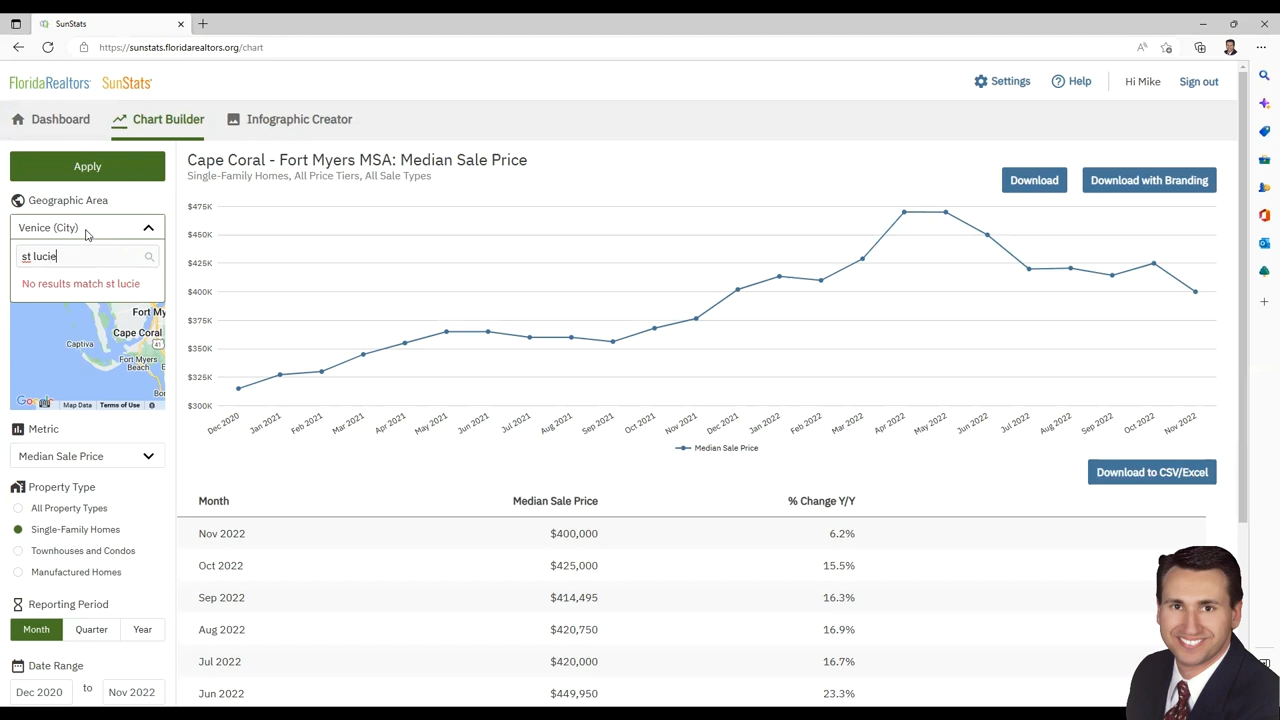 SunStats
https://sunstats.floridarealtors.org/chart
FloridaRealtors® SunStats®
Settings
Help
Hi Mike
Sign out
Dashboard
Chart Builder
Infographic Creator
Apply
Geographic Area
Venice (City)
st lucie
No results match st lucie
Fort My
Cape Coral
41
Captiva
Fort Myers
Beach
Bo
Google
Map Data
Terms of Use
Metric
Median Sale Price
Property Type
All Property Types
Single-Family Homes
Townhouses and Condos
Manufactured Homes
Reporting Period
Month
Quarter
Year
Date Range
Dec 2020
to
Nov 2022
Cape Coral - Fort Myers MSA: Median Sale Price
Single-Family Homes, All Price Tiers, All Sale Types
Download
Download with Branding
$475K
$450K
$425K
$400K
$375K
$350K
$325K
$300K
Dec 2020
Jan 2021
Feb 2021
Mar 2021
Apr 2021
May 2021
Jun 2021
Jul 2021
Aug 2021
Sep 2021
Oct 2021
Nov 2021
Dec 2021
Jan 2022
Feb 2022
Mar 2022
Apr 2022
May 2022
Jun 2022
Jul 2022
Aug 2022
Sep 2022
Oct 2022
Nov 2022
Median Sale Price
Download to CSV/Excel
Month Median Sale Price % Change Y/Y
Nov 2022 $400,000 6.2%
Oct 2022 $425,000 15.5%
Sep 2022 $414,495 16.3%
Aug 2022 $420,750 16.9%
Jul 2022 $420,000 16.7%
Jun 2022 $449,950 23.3%